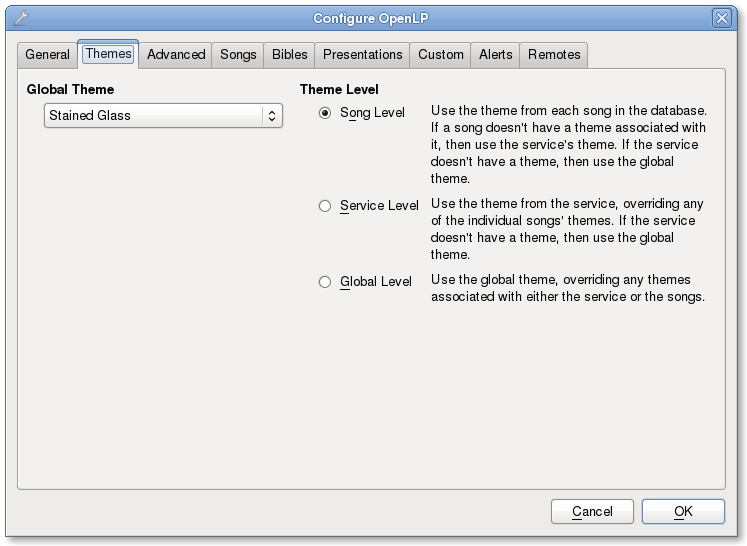 Configure OpenLP
General Themes Advanced Songs Bibles Presentations Custom Alerts Remotes
Global Theme
Stained Glass
Theme Level
Song Level
Use the theme from each song in the database.
If a song doesn't have a theme associated with
it, then use the service's theme. If the service
doesn't have a theme, then use the global
theme.
Service Level
Use the theme from the service, overriding any
of the individual songs' themes. If the service
doesn't have a theme, then use the global
theme.
Global Level
Use the global theme, overriding any themes
associated with either the service or the songs.
Cancel OK